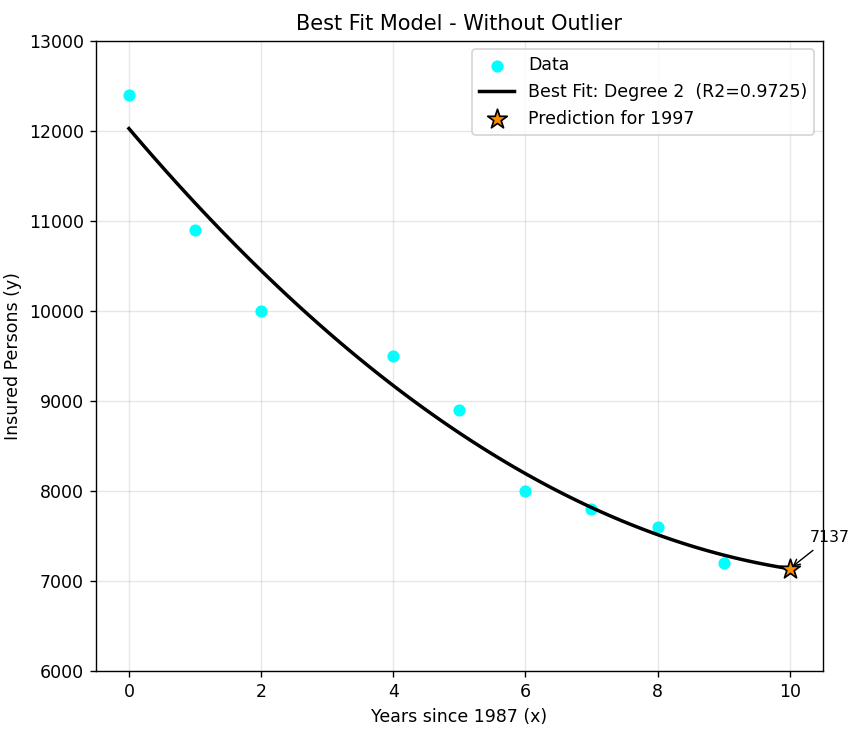 Best Fit Model - Without Outlier
Data
Best Fit: Degree 2 (R2=0.9725)
Prediction for 1997
13000
12000
11000
10000
9000
8000
7000
6000
Insured Persons (y)
7137
0 2 4 6 8 10
Years since 1987 (x)